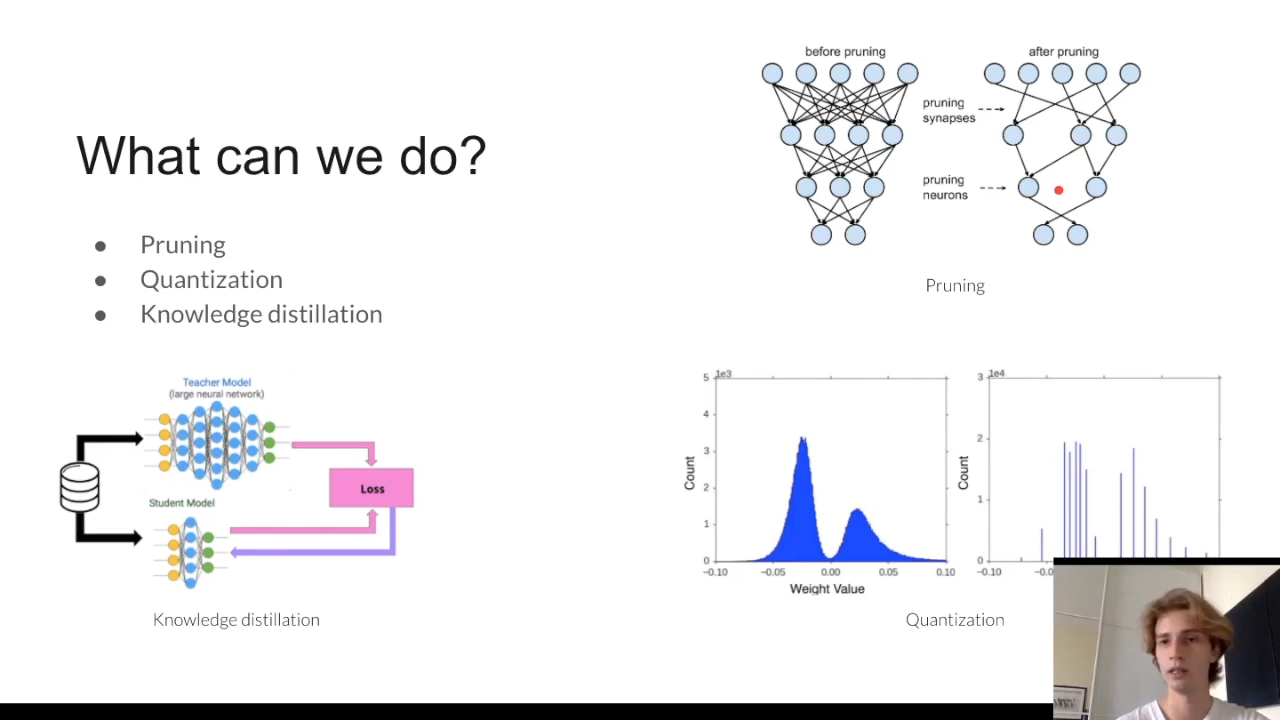 What can we do?
● Pruning
● Quantization
● Knowledge distillation
before pruning
after pruning
pruning
synapses
pruning
neurons
Pruning
Teacher Model
(large neural network)
Loss
Student Model
Knowledge distillation
1e3
5
4
3
2
1
0
Count
-0.10 -0.05 0.00 0.05 0.10
Weight Value
1e4
3
2
1
0
Count
-0.10
Quantization